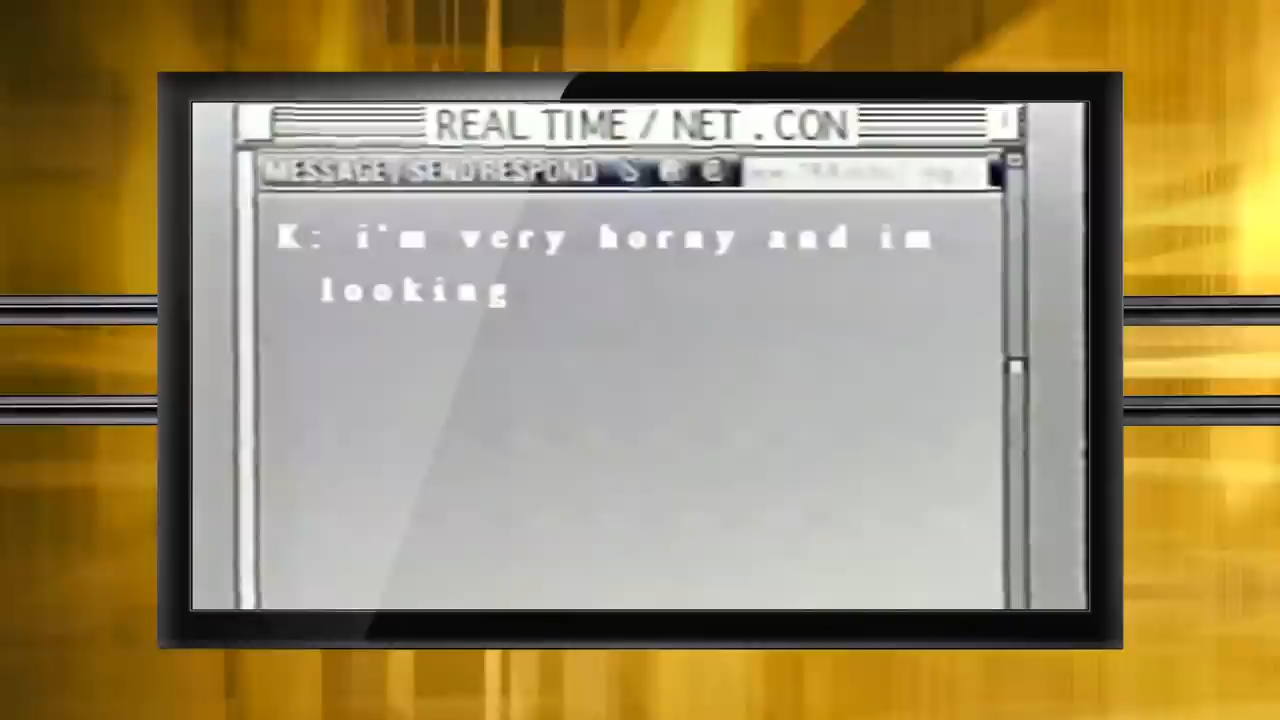 REAL TIME / NET . CON
MESSAGE / SEND RESPOND S @ @
K: i'm very horny and im
looking